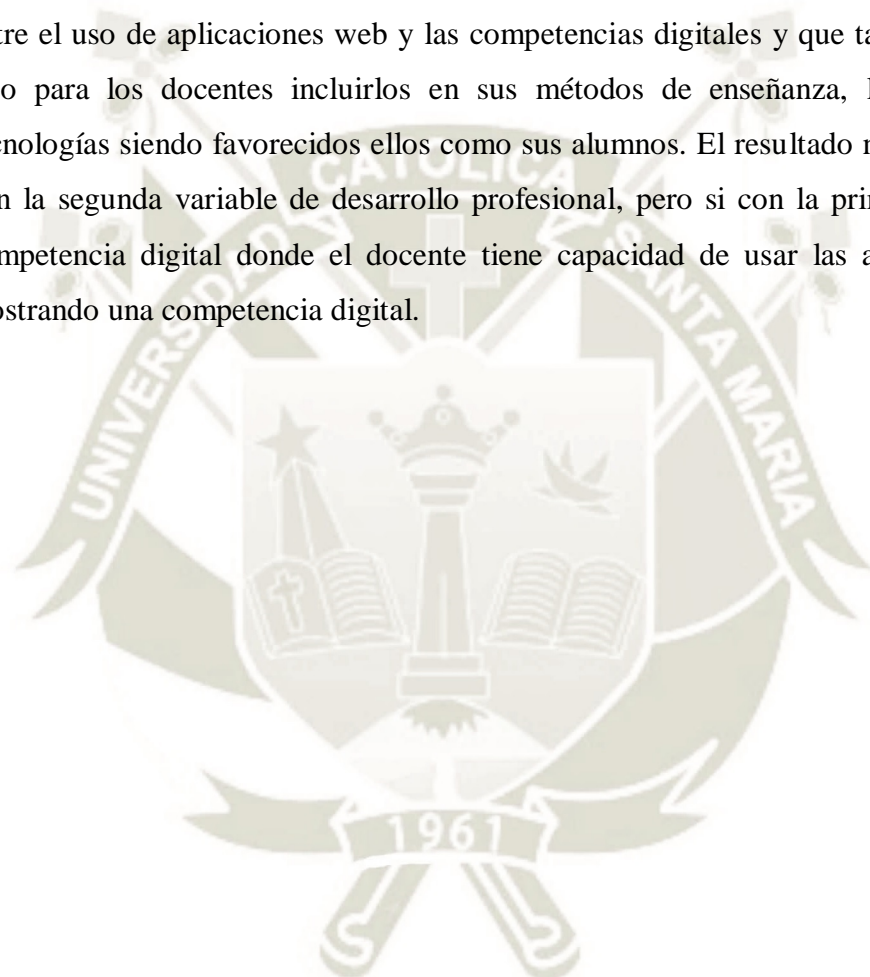 tre el uso de aplicaciones web y las competencias digitales y que ta
o para los docentes incluirlos en sus métodos de enseñanza,
cnologías siendo favorecidos ellos como sus alumnos. El resultado
n la segunda variable de desarrollo profesional, pero si con la pri
mpetencia digital donde el docente tiene capacidad de usar las a
ostrando una competencia digital.
UNIVERSIDAD CATOLICA SANTA MARIA
1961